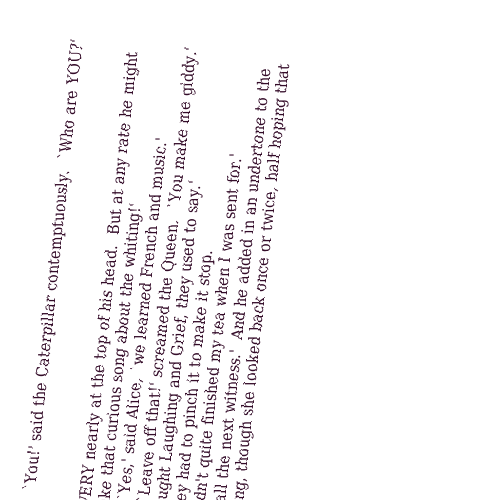 `You!' said the Caterpillar contemptuously.  `Who are YOU?'
VERY nearly at the top of his head.  But at any rate he might
ke that curious song about the whiting!'
`Yes,' said Alice, `we learned French and music.'
`Leave off that!' screamed the Queen.  `You make me giddy.'
ught Laughing and Grief, they used to say.'
ey had to pinch it to make it stop.
dn't quite finished my tea when I was sent for.'
all the next witness.'  And he added in an undertone to the
ng, though she looked back once or twice, half hoping that